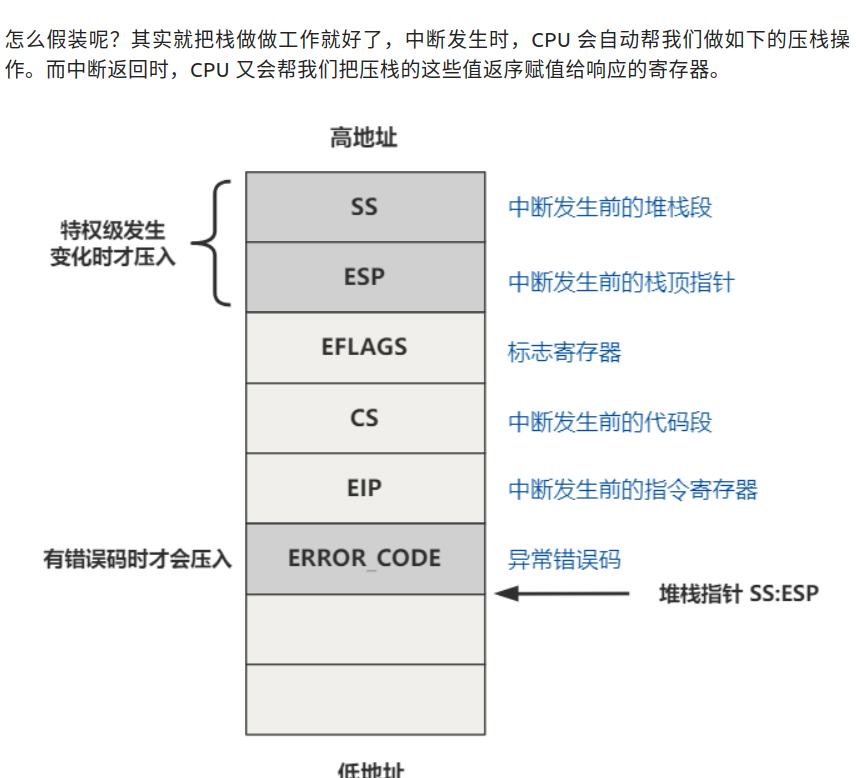 怎么假装呢？其实就把栈做做工作就好了，中断发生时，CPU 会自动帮我们做如下的压栈操
作。而中断返回时，CPU 又会帮我们把压栈的这些值返序赋值给响应的寄存器。
高地址
特权级发生
变化时才压入
SS
中断发生前的堆栈段
ESP
中断发生前的栈顶指针
EFLAGS
标志寄存器
CS
中断发生前的代码段
EIP
中断发生前的指令寄存器
有错误码时才会压入
ERROR_CODE
异常错误码
堆栈指针 SS:ESP
低地址